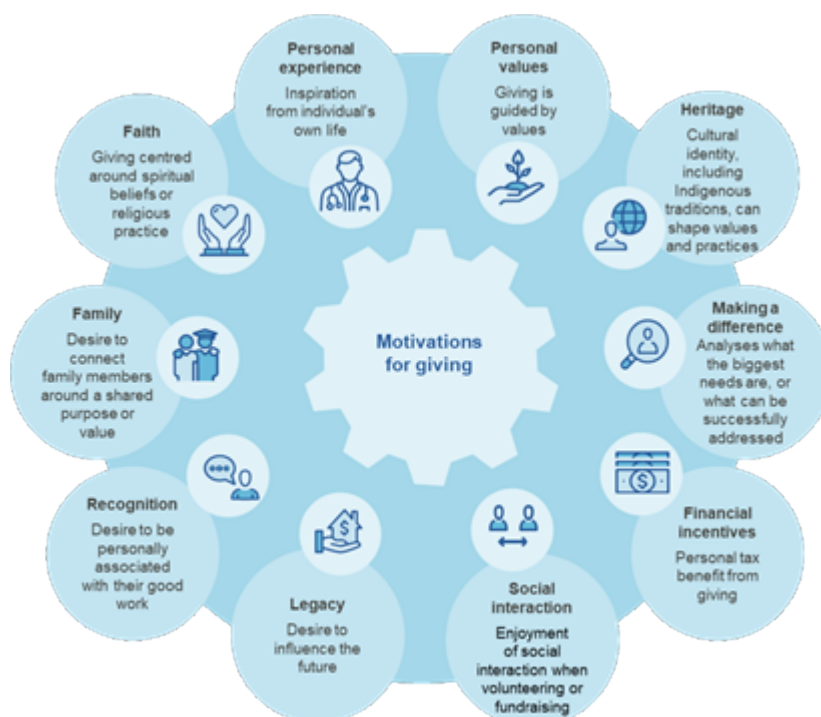 Personal
experience
Inspiration
from individual's
own life
Personal
values
Giving is
guided by
values
Heritage
Cultural
identity,
including
Indigenous
traditions, can
shape values
and practices
Making a
difference
Analyses what
the biggest
needs are, or
what can be
successfully
addressed
Financial
incentives
Personal tax
benefit from
giving
Social
interaction
Enjoyment
of social
interaction when
volunteering or
fundraising
Legacy
Desire to
influence the
future
Recognition
Desire to be
personally
associated
with their good
work
Family
Desire to
connect
family members
around a shared
purpose or
value
Faith
Giving centred
around spiritual
beliefs or
religious
practice
Motivations
for giving
$
$